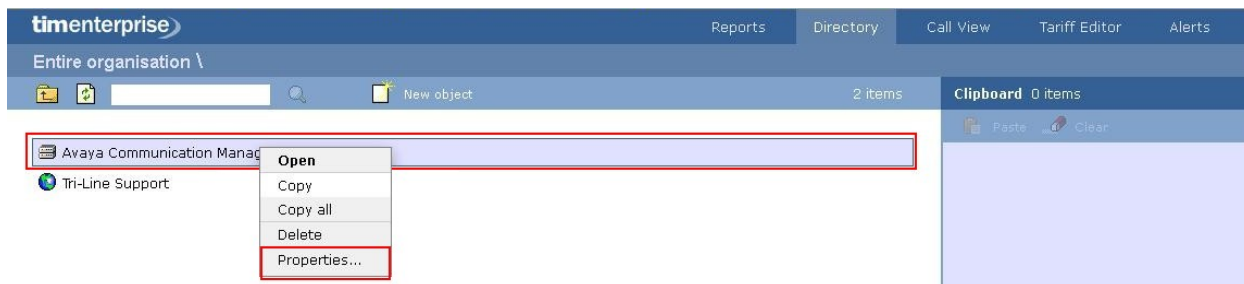 timenterprise
Reports Directory Call View Tariff Editor Alerts
Entire organisation \
New object 2 items Clipboard 0 items
Paste Clear
Avaya Communication Manag
Open
Tri-Line Support
Copy
Copy all
Delete
Properties...